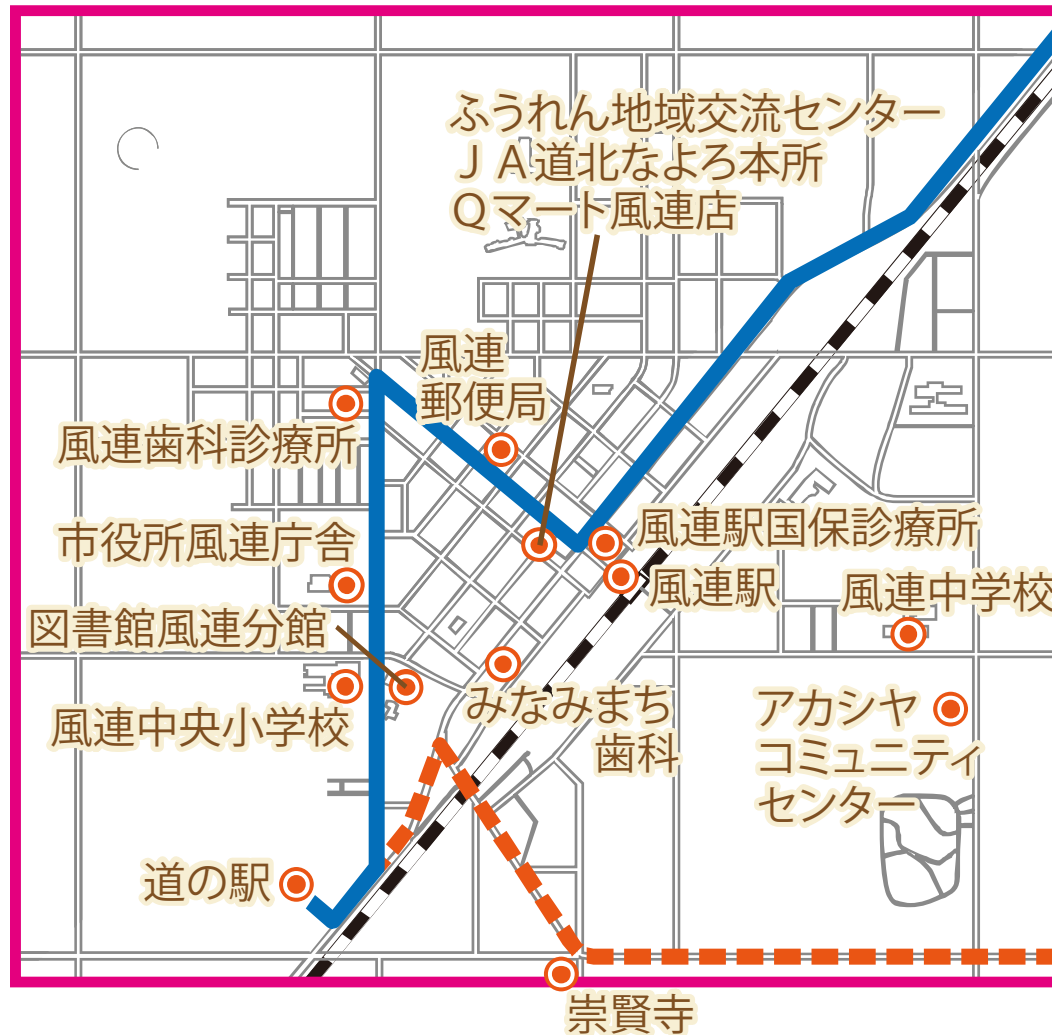 ふうれん地域交流センター
ＪＡ道北なよろ本所
Ｑマート風連店
風連
郵便局
風連歯科診療所
市役所風連庁舎
風連駅国保診療所
風連駅
風連中学校
図書館風連分館
風連中央小学校
みなみまち
歯科
アカシヤ
コミュニティ
センター
道の駅
崇賢寺